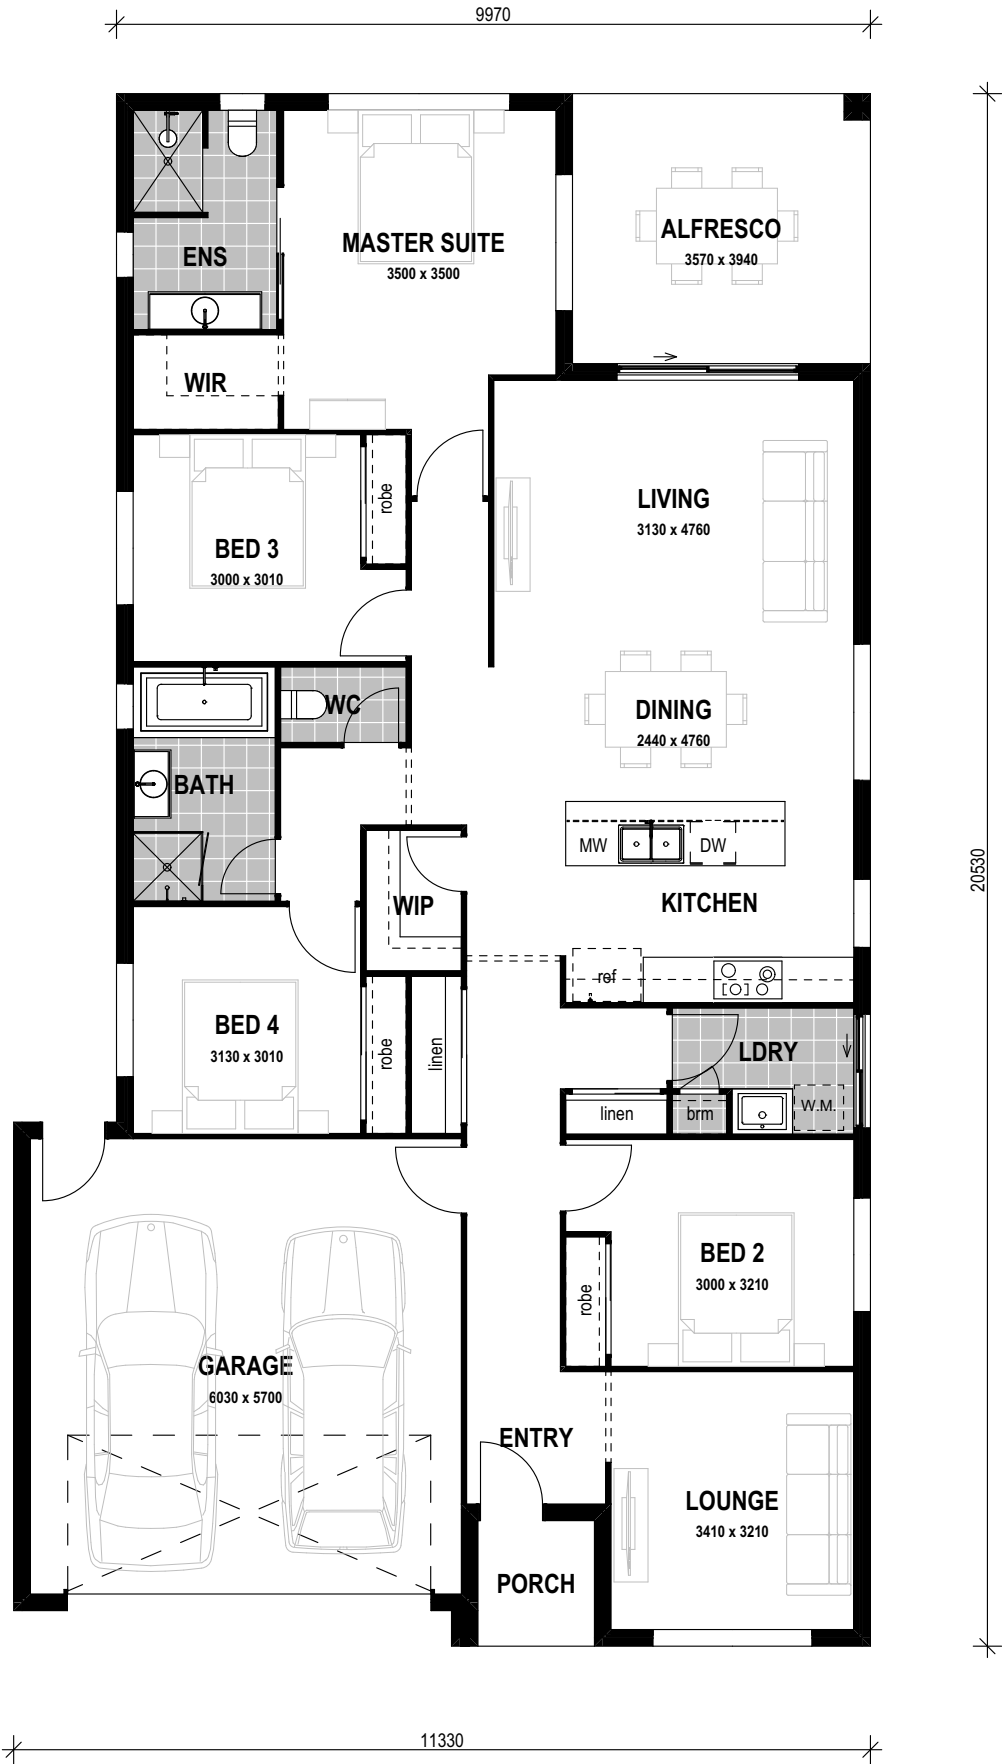 9970
MASTER SUITE
3500 x 3500
ALFRESCO
3570 x 3940
ENS
WIR
robe
LIVING
3130 x 4760
BED 3
3000 x 3010
WC
DINING
2440 x 4760
BATH
MW
DW
20530
KITCHEN
WIP
ref
BED 4
3130 x 3010
robe
linen
LDRY
linen
brm
W.M.
BED 2
3000 x 3210
robe
GARAGE
6030 x 5700
ENTRY
LOUNGE
3410 x 3210
PORCH
11330